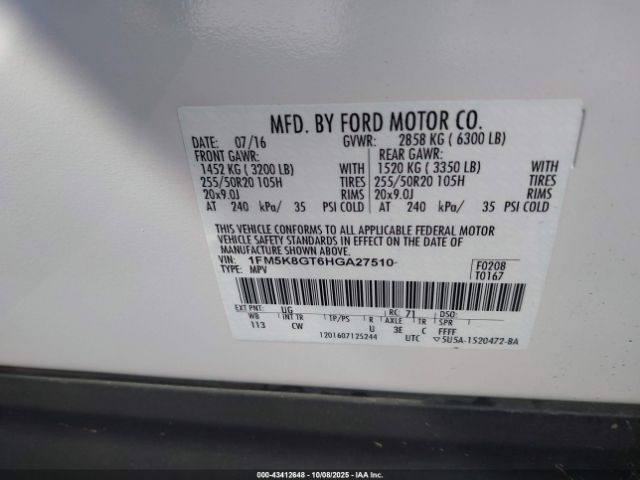 MFD. BY FORD MOTOR CO.
DATE: 07/16 GVWR: 2858 KG ( 6300 LB)
FRONT GAWR: REAR GAWR:
1452 KG ( 3200 LB) WITH 1520 KG ( 3350 LB) WITH
255/50R20 105H TIRES 255/50R20 105H TIRES
20x9.0J RIMS 20x9.0J RIMS
AT 240 kPa/ 35 PSI COLD AT 240 kPa/ 35 PSI COLD
THIS VEHICLE CONFORMS TO ALL APPLICABLE FEDERAL MOTOR
VEHICLE SAFETY STANDARDS IN EFFECT ON THE DATE OF
MANUFACTURE SHOWN ABOVE.
VIN: 1FM5K8GT6HGA27510 F0208
TYPE: MPV T0167
EXT PNT: UG RC: 71 DSO:
WB INT TR TP/PS R AXLE TR SPR
113 CW U 3E C FFFF
1201607125244 UTC ▽5U5A-1520472-BA
000-43412648 - 10/08/2025 - IAA Inc.